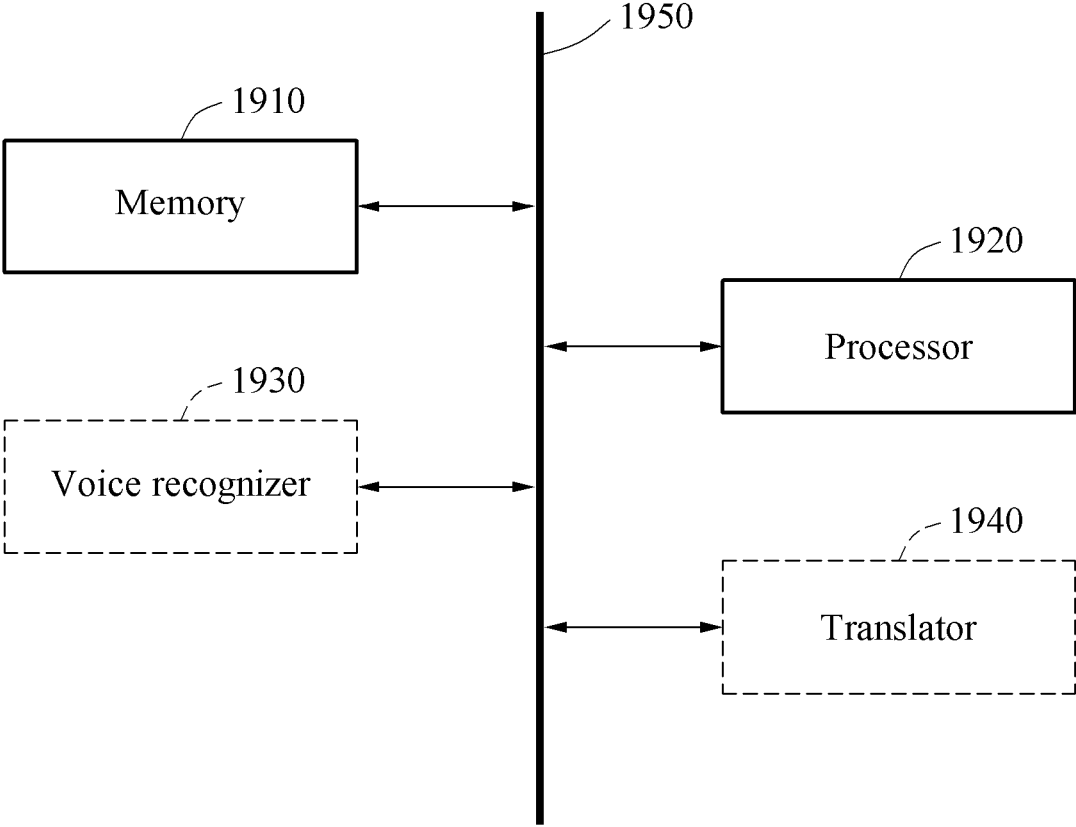 1950
1910
Memory
1920
Processor
1930
Voice recognizer
1940
Translator